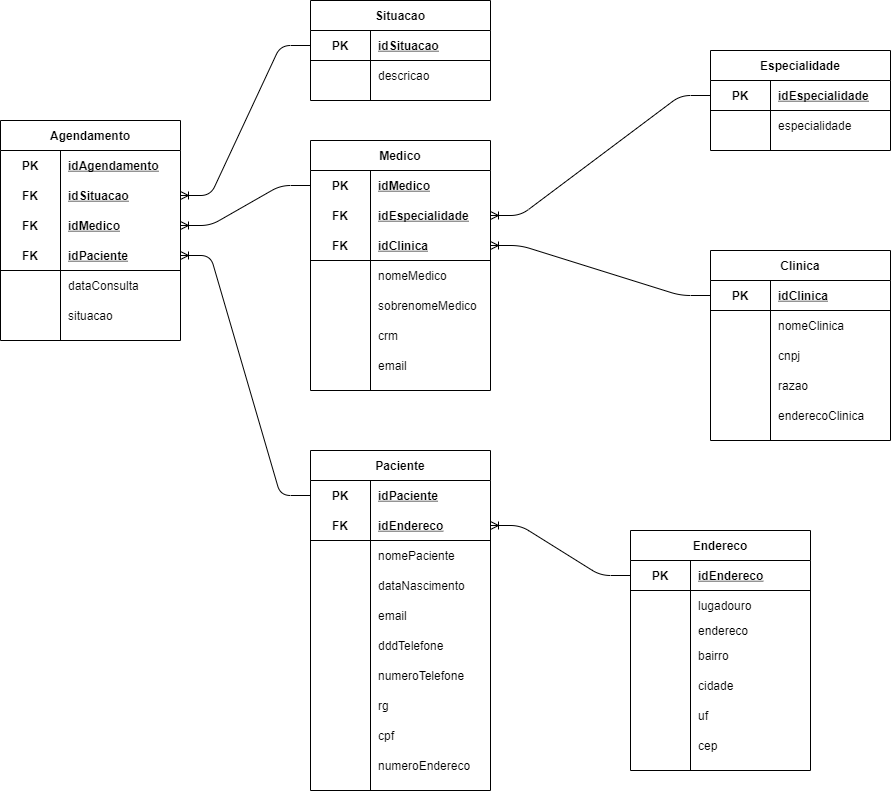 Situacao
PK idSituacao
descricao
Especialidade
PK idEspecialidade
especialidade
Agendamento
PK idAgendamento
FK idSituacao
FK idMedico
FK idPaciente
dataConsulta
situacao
Medico
PK idMedico
FK idEspecialidade
FK idClinica
nomeMedico
sobrenomeMedico
crm
email
Clinica
PK idClinica
nomeClinica
cnpj
razao
enderecoClinica
Paciente
PK idPaciente
FK idEndereco
nomePaciente
dataNascimento
email
dddTelefone
numeroTelefone
rg
cpf
numeroEndereco
Endereco
PK idEndereco
lugadouro
endereco
bairro
cidade
uf
cep